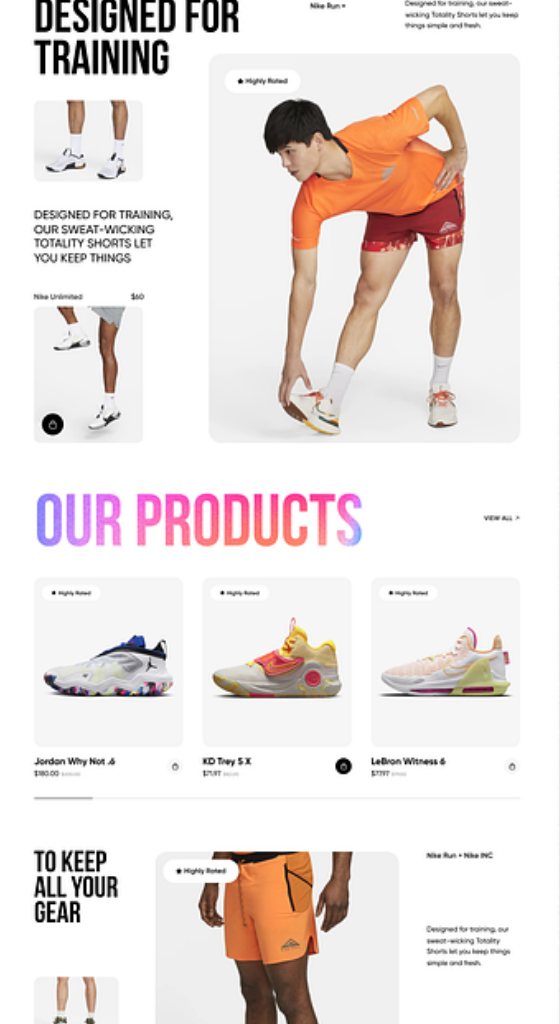 DESIGNED FOR
TRAINING
Nike Run +
Designed for training, our sweat-
wicking Totality Shorts let you keep
things simple and fresh.
Highly Rated
DESIGNED FOR TRAINING,
OUR SWEAT-WICKING
TOTALITY SHORTS LET
YOU KEEP THINGS
Nike Unlimited
$60
OUR PRODUCTS
VIEW ALL
Highly Rated
Highly Rated
Highly Rated
Jordan Why Not .6
$180.00
KD Trey 5 X
$71.97
LeBron Witness 6
$77.97
TO KEEP
ALL YOUR
GEAR
Highly Rated
Nike Run + Nike INC
Designed for training, our
sweat-wicking Totality
Shorts let you keep things
simple and fresh.